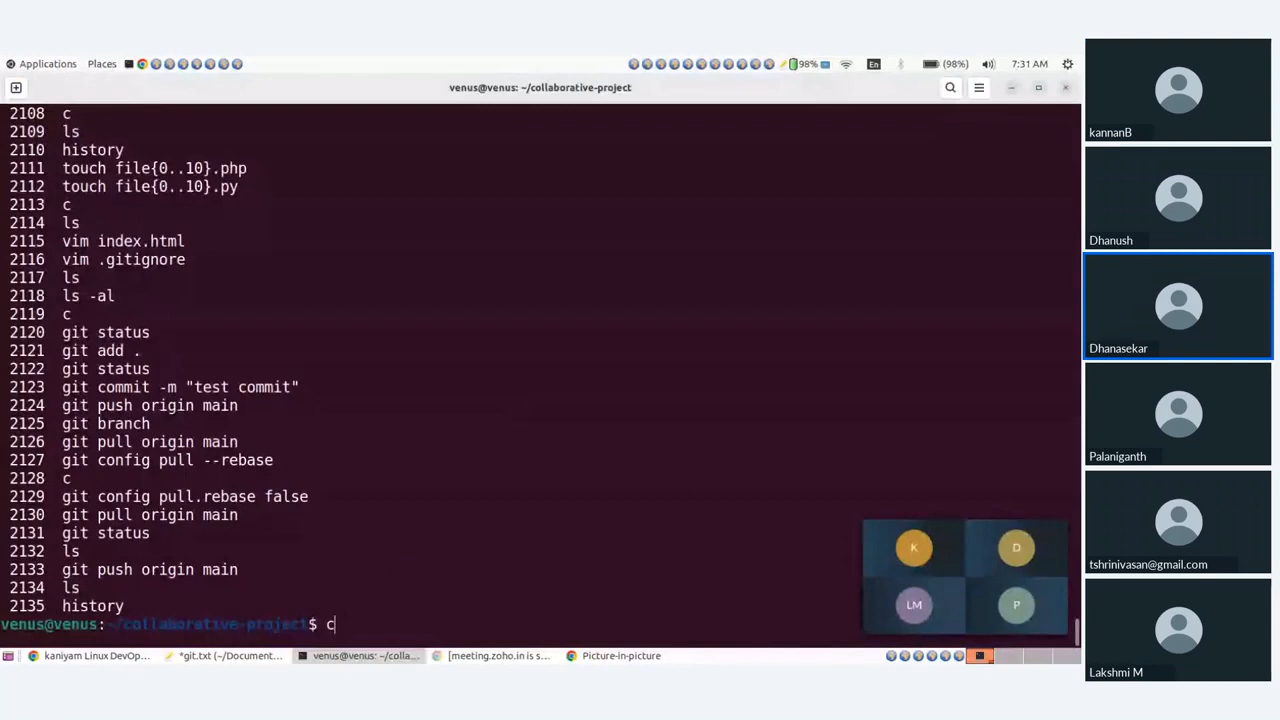 Applications Places
98%
En
(98%)
7:31 AM
venus@venus: ~/collaborative-project
2108 c
2109 ls
2110 history
2111 touch file{0..10}.php
2112 touch file{0..10}.py
2113 c
2114 ls
2115 vim index.html
2116 vim .gitignore
2117 ls
2118 ls -al
2119 c
2120 git status
2121 git add .
2122 git status
2123 git commit -m "test commit"
2124 git push origin main
2125 git branch
2126 git pull origin main
2127 git config pull --rebase
2128 c
2129 git config pull.rebase false
2130 git pull origin main
2131 git status
2132 ls
2133 git push origin main
2134 ls
2135 history
venus@venus:~/collaborative-project$ c
K
D
LM
P
kaniyam Linux DevOp...
*git.txt (~/Document...
venus@venus: ~/colla...
[meeting.zoho.in is s...
Picture-in-picture
kannanB
Dhanush
Dhanasekar
Palaniganth
tshrinivasan@gmail.com
Lakshmi M